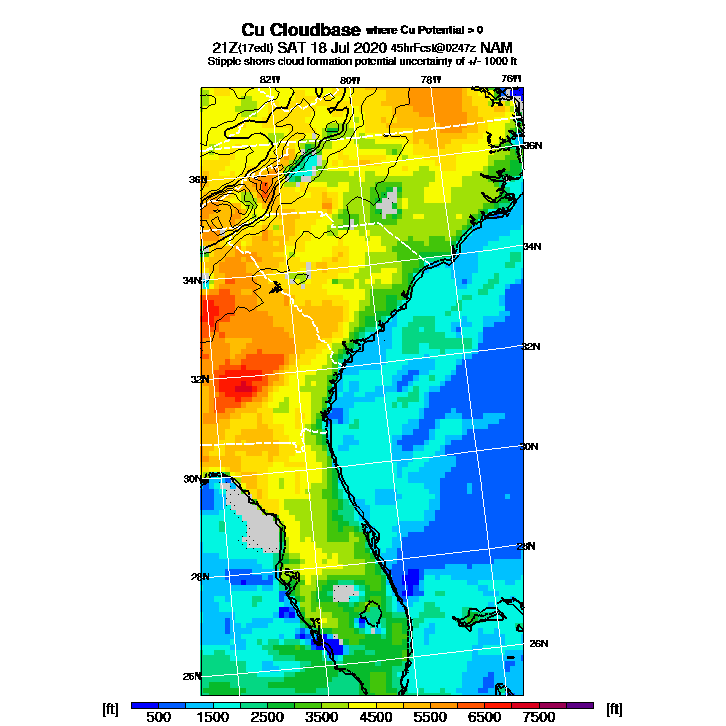 Cu Cloudbase where Cu Potential > 0
21Z(17edt) SAT 18 Jul 2020 45hrFcst@0247z NAM
Stipple shows cloud formation potential uncertainty of +/- 1000 ft
82W 80W 78W 76W
36N
36N
34N
34N
32N
32N
30N
30N
28N
28N
26N
26N
[ft] 500 1500 2500 3500 4500 5500 6500 7500 [ft]